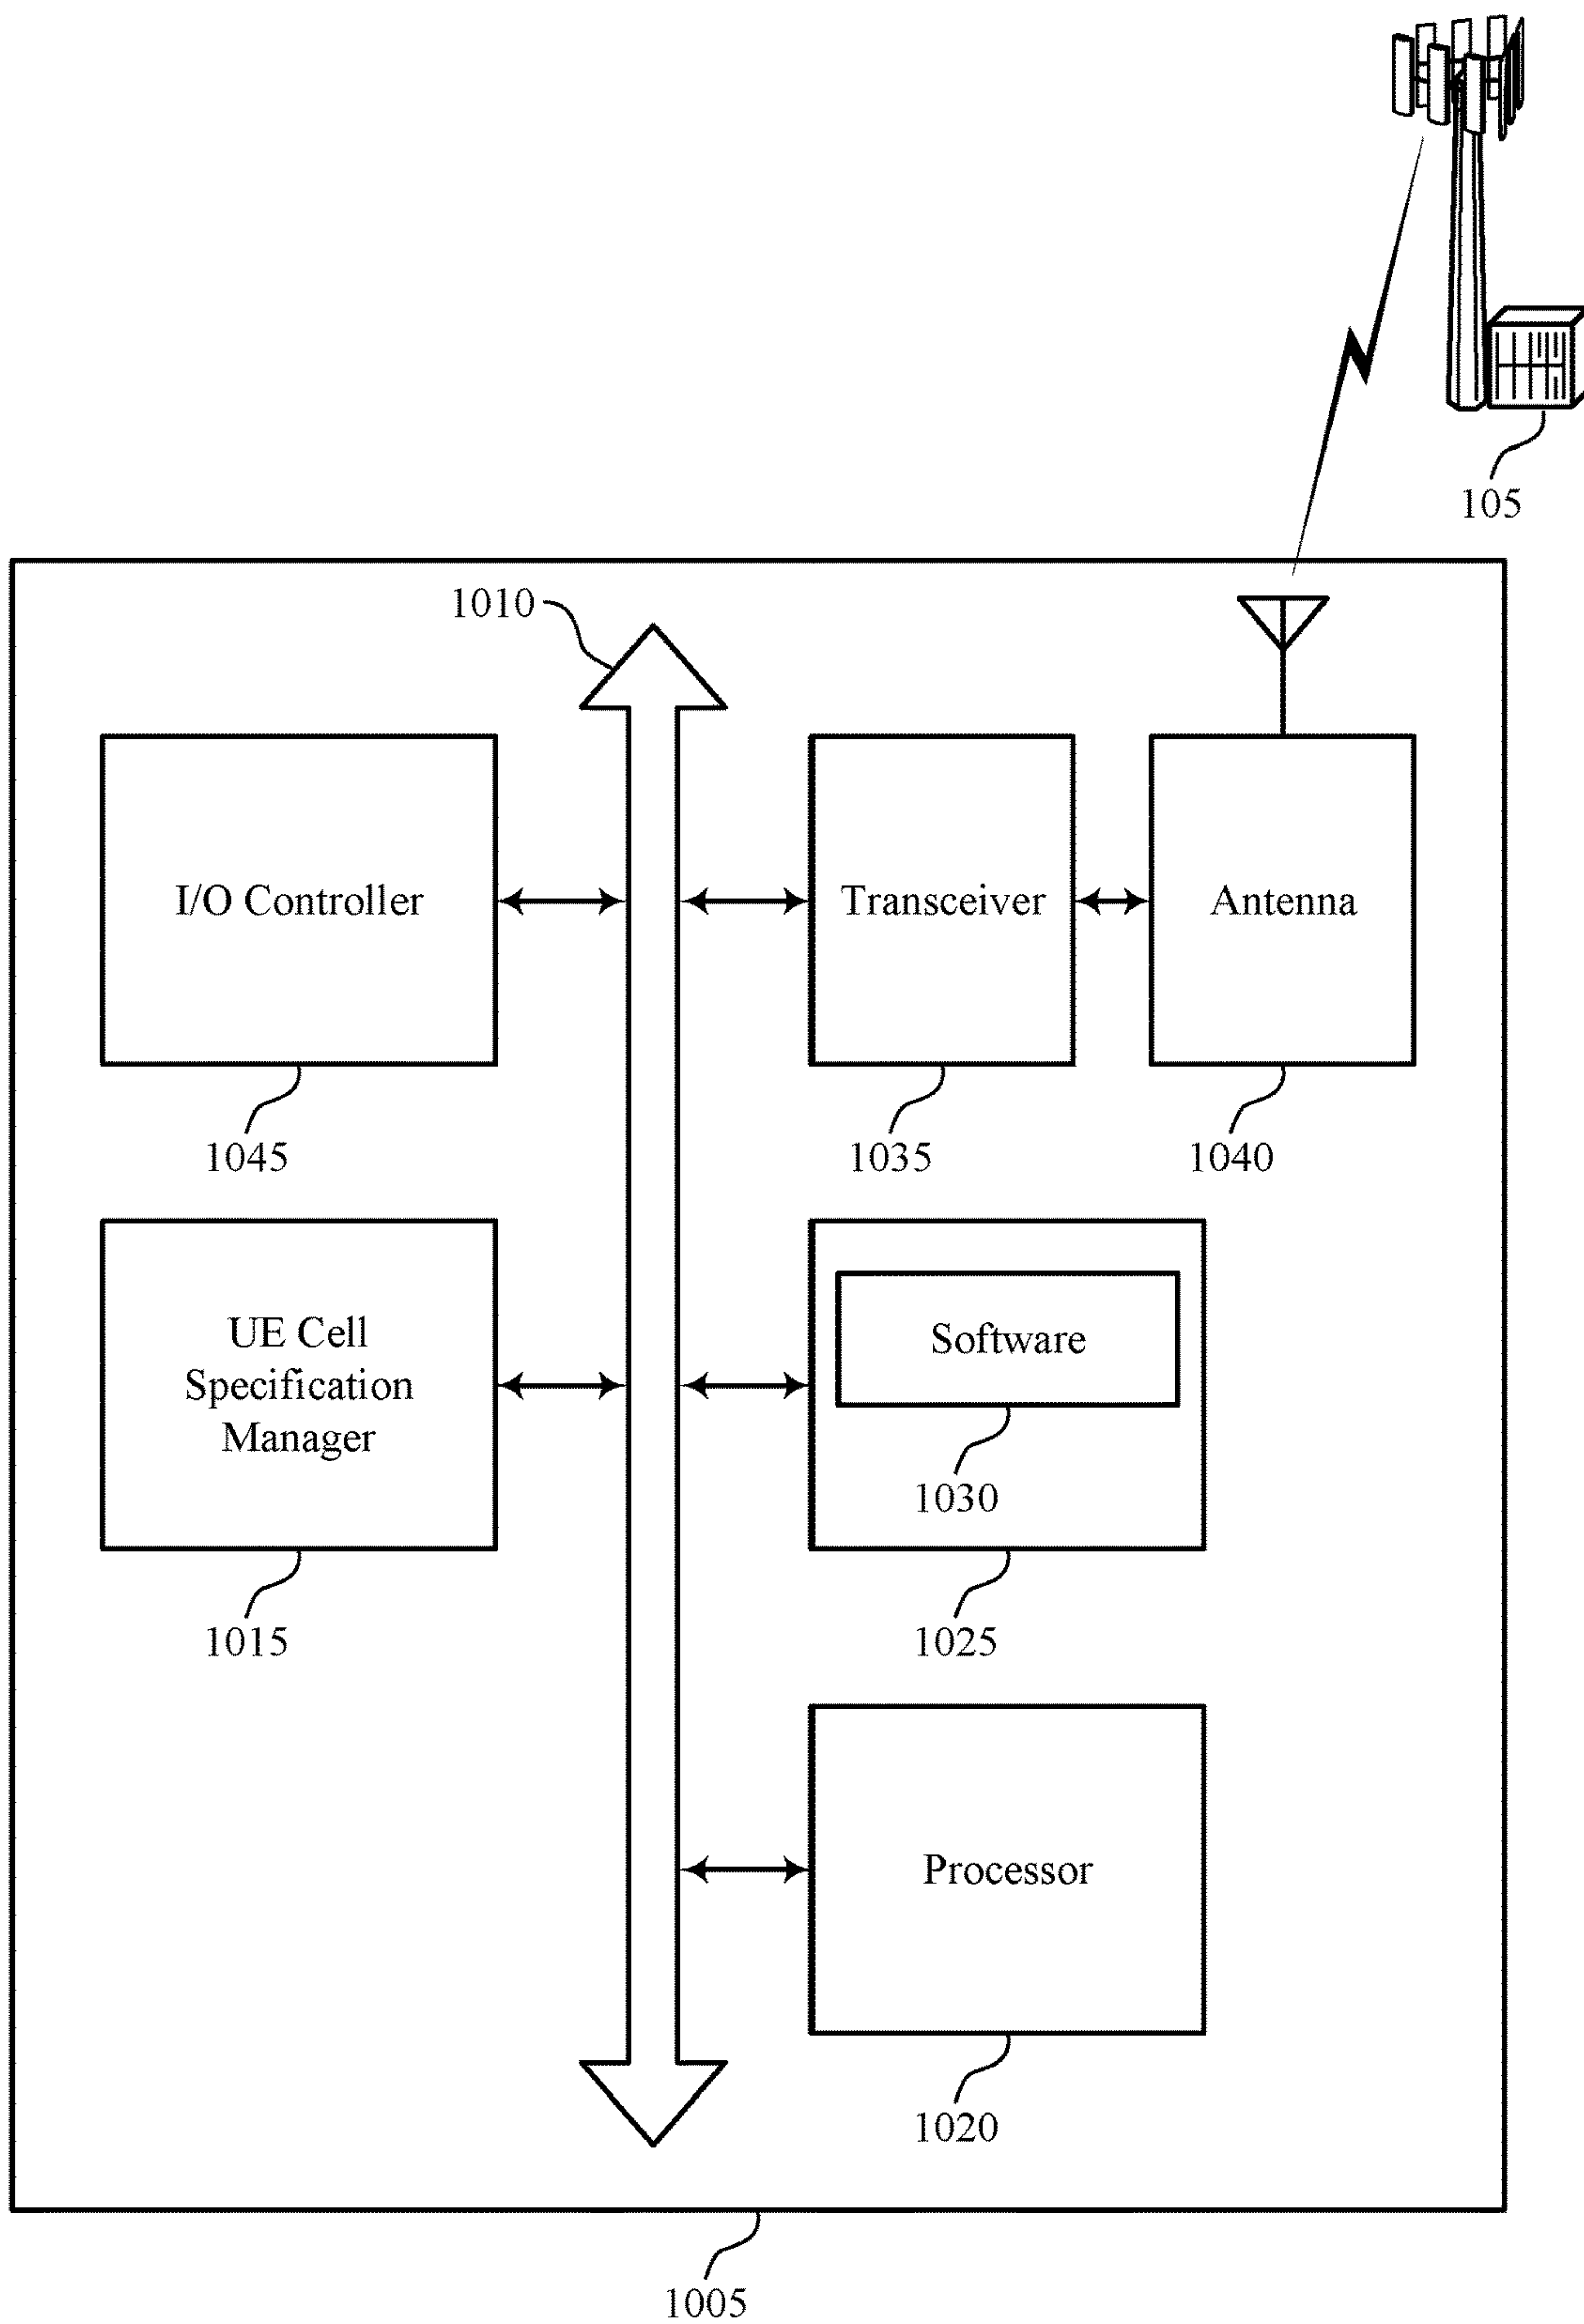 105
1010
I/O Controller
Transceiver
Antenna
1045
1035
1040
UE Cell
Specification
Manager
Software
1030
1015
1025
Processor
1020
1005